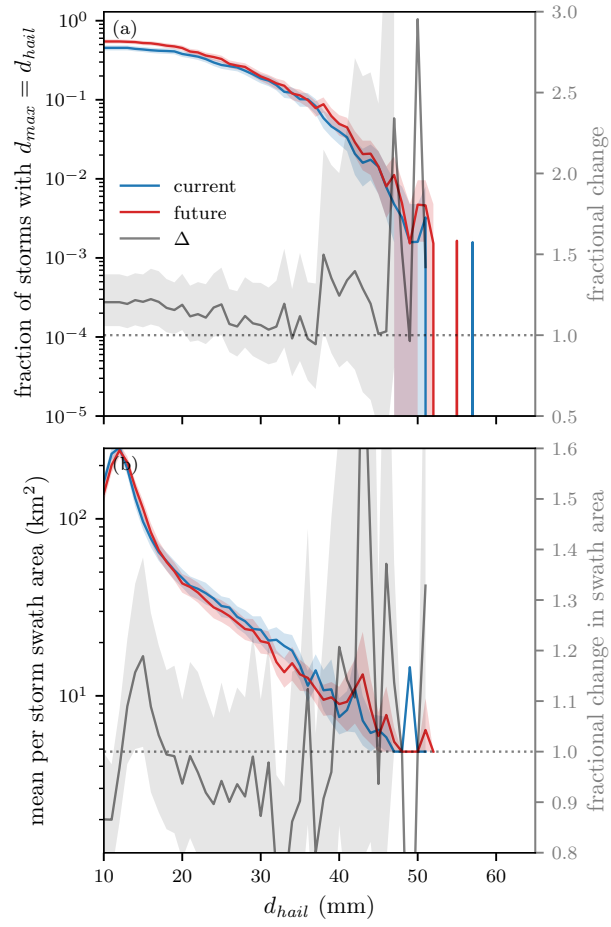 (a)
fraction of storms with d_max = d_hail
10⁰
10⁻¹
10⁻²
10⁻³
10⁻⁴
10⁻⁵
current
future
Δ
3.0
2.5
2.0
1.5
1.0
0.5
fractional change
(b)
mean per storm swath area (km²)
10²
10¹
1.6
1.5
1.4
1.3
1.2
1.1
1.0
0.9
0.8
fractional change in swath area
10 20 30 40 50 60
d_hail (mm)